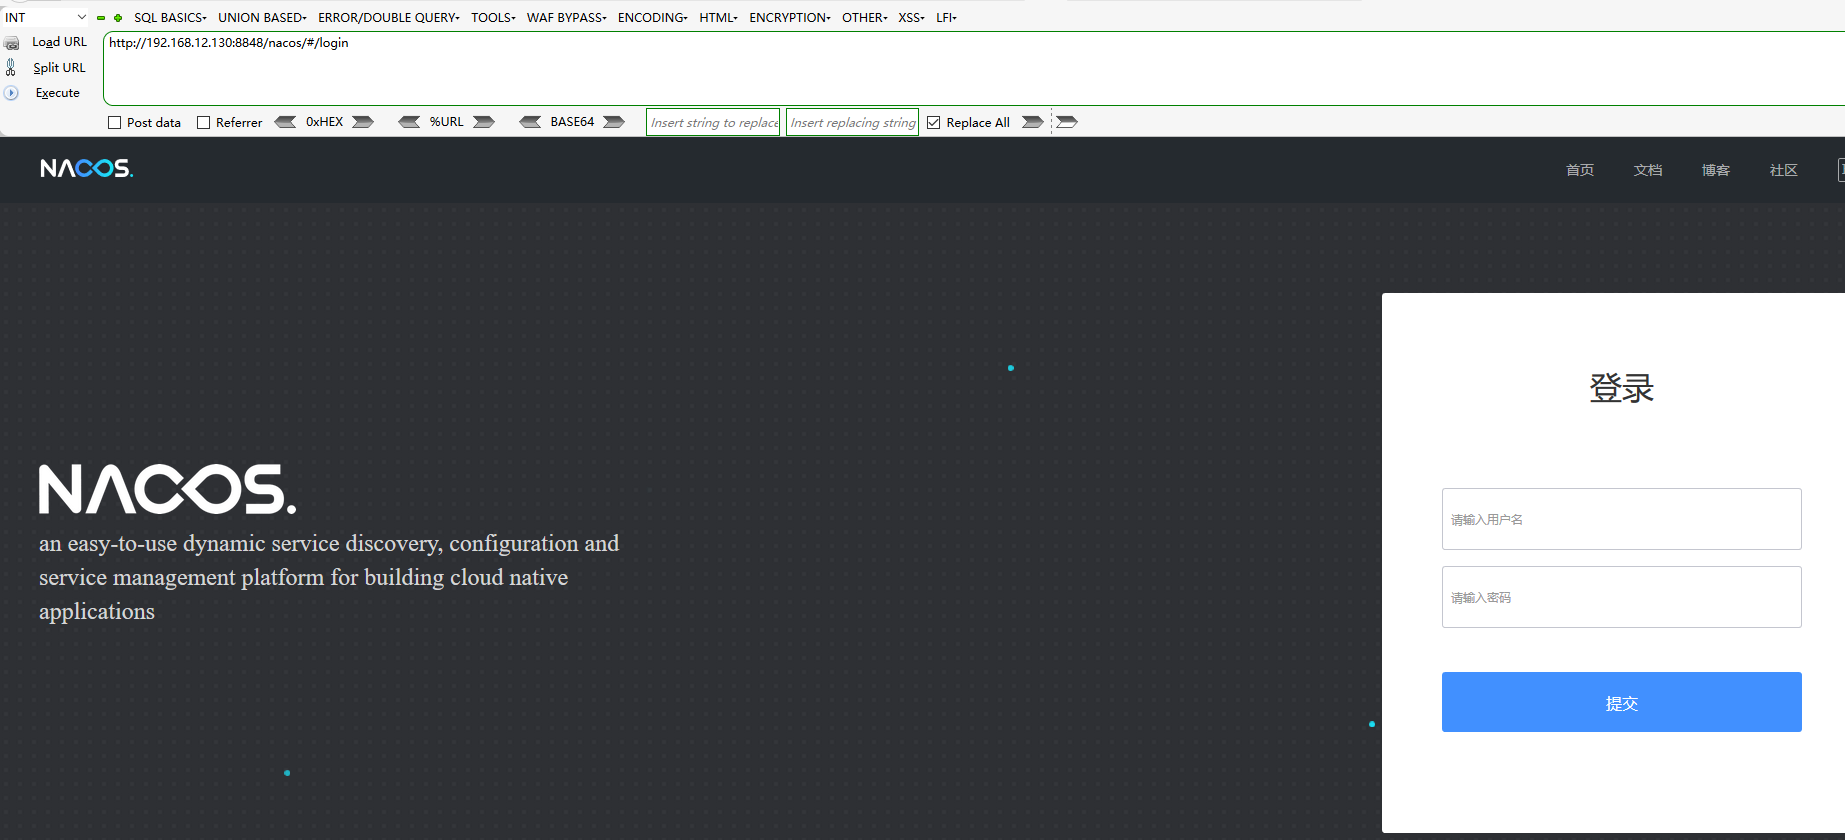 INT SQL BASICS UNION BASED ERROR/DOUBLE QUERY TOOLS WAF BYPASS ENCODING HTML ENCRYPTION OTHER XSS LFI
Load URL http://192.168.12.130:8848/nacos/#/login
Split URL
Execute
Post data Referrer 0xHEX %URL BASE64 Insert string to replace Insert replacing string Replace All
NACOS. 首页 文档 博客 社区
登录
NACOS.
请输入用户名
an easy-to-use dynamic service discovery, configuration and
service management platform for building cloud native
请输入密码
applications
提交